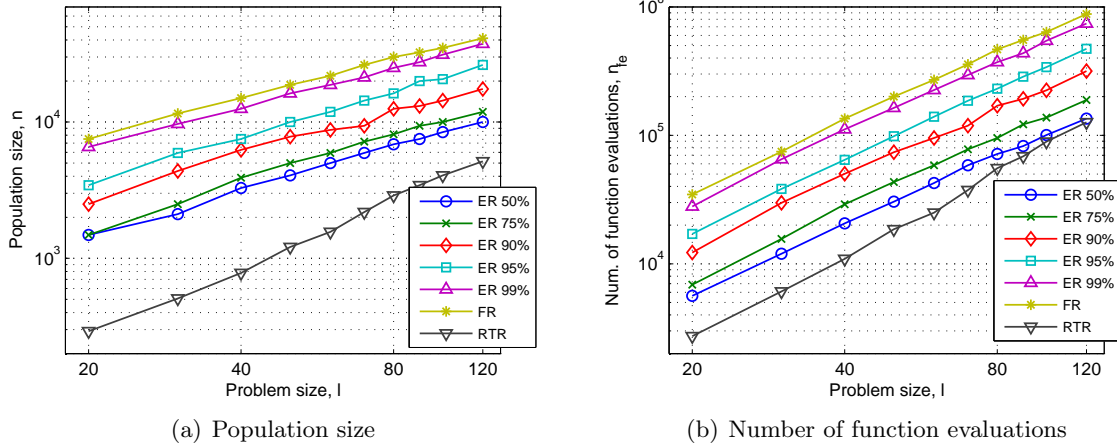 Population size, n
10^4
10^3
20
40
80
120
Problem size, l
ER 50%
ER 75%
ER 90%
ER 95%
ER 99%
FR
RTR
(a) Population size
Num. of function evaluations, n_fe
10^6
10^5
10^4
20
40
80
120
Problem size, l
ER 50%
ER 75%
ER 90%
ER 95%
ER 99%
FR
RTR
(b) Number of function evaluations